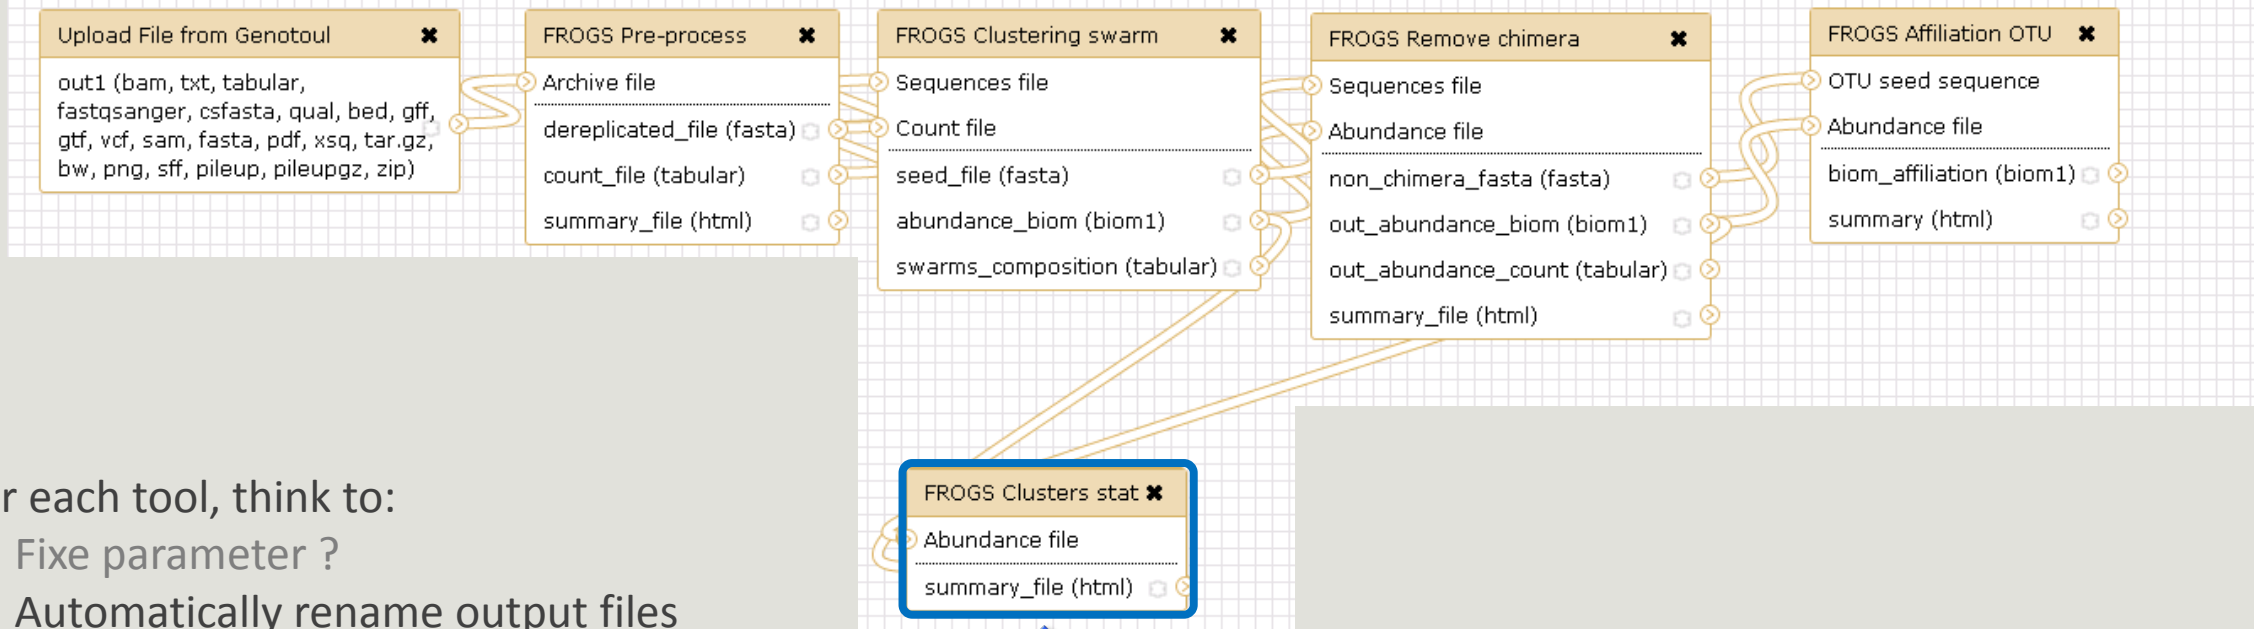 Upload File from Genotoul
out1 (bam, txt, tabular,
fastqsanger, csfasta, qual, bed, gff,
gtf, vcf, sam, fasta, pdf, xsq, tar.gz,
bw, png, sff, pileup, pileupgz, zip)
FROGS Pre-process
Archive file
dereplicated_file (fasta)
count_file (tabular)
summary_file (html)
FROGS Clustering swarm
Sequences file
Count file
seed_file (fasta)
abundance_biom (biom1)
swarms_composition (tabular)
FROGS Remove chimera
Sequences file
Abundance file
non_chimera_fasta (fasta)
out_abundance_biom (biom1)
out_abundance_count (tabular)
summary_file (html)
FROGS Affiliation OTU
OTU seed sequence
Abundance file
biom_affiliation (biom1)
summary (html)
FROGS Clusters stat
Abundance file
summary_file (html)
r each tool, think to:
Fixe parameter ?
Automatically rename output files